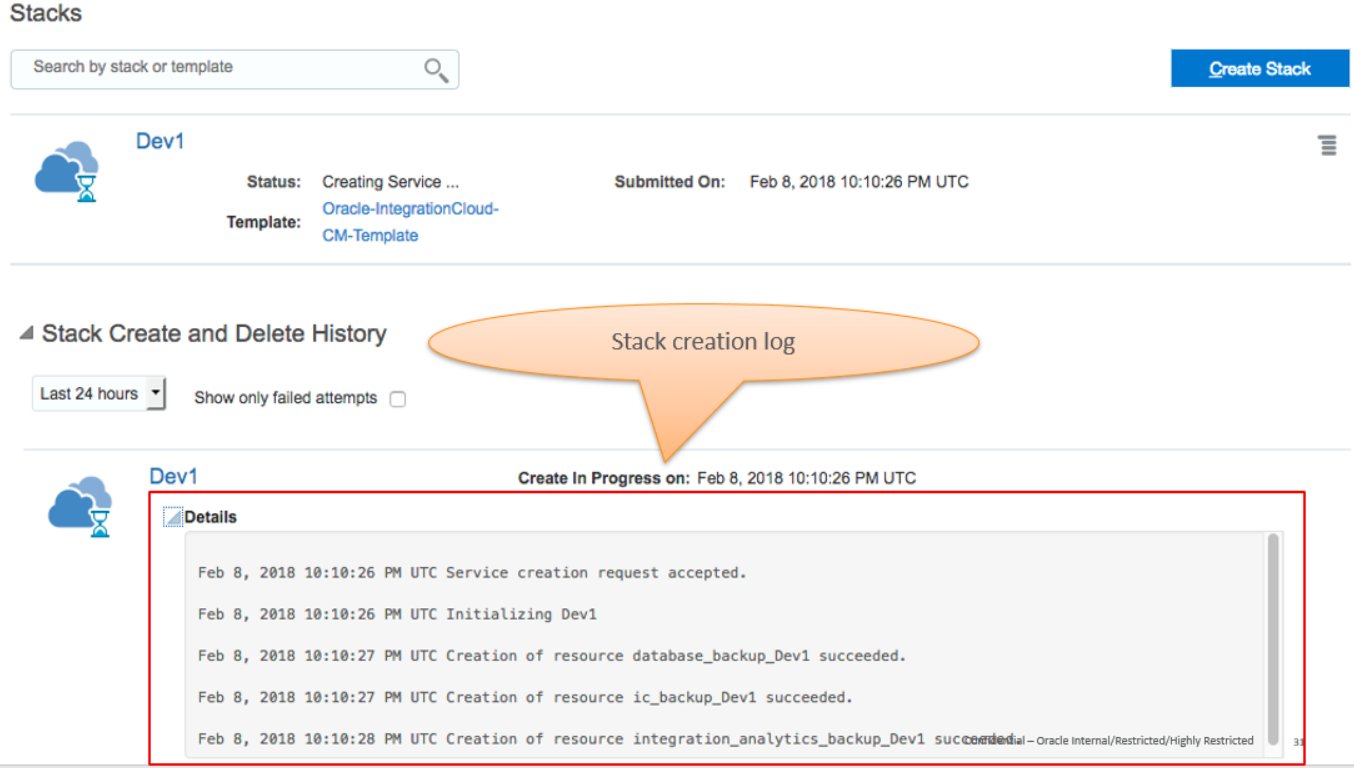 Stacks
Search by stack or template
Create Stack
Dev1
Status: Creating Service ... Submitted On: Feb 8, 2018 10:10:26 PM UTC
Template: Oracle-IntegrationCloud-
CM-Template
Stack Create and Delete History
Stack creation log
Last 24 hours Show only failed attempts
Dev1 Create In Progress on: Feb 8, 2018 10:10:26 PM UTC
Details
Feb 8, 2018 10:10:26 PM UTC Service creation request accepted.
Feb 8, 2018 10:10:26 PM UTC Initializing Dev1
Feb 8, 2018 10:10:27 PM UTC Creation of resource database_backup_Dev1 succeeded.
Feb 8, 2018 10:10:27 PM UTC Creation of resource ic_backup_Dev1 succeeded.
Feb 8, 2018 10:10:28 PM UTC Creation of resource integration_analytics_backup_Dev1 succeeded.
Confidential – Oracle Internal/Restricted/Highly Restricted 31